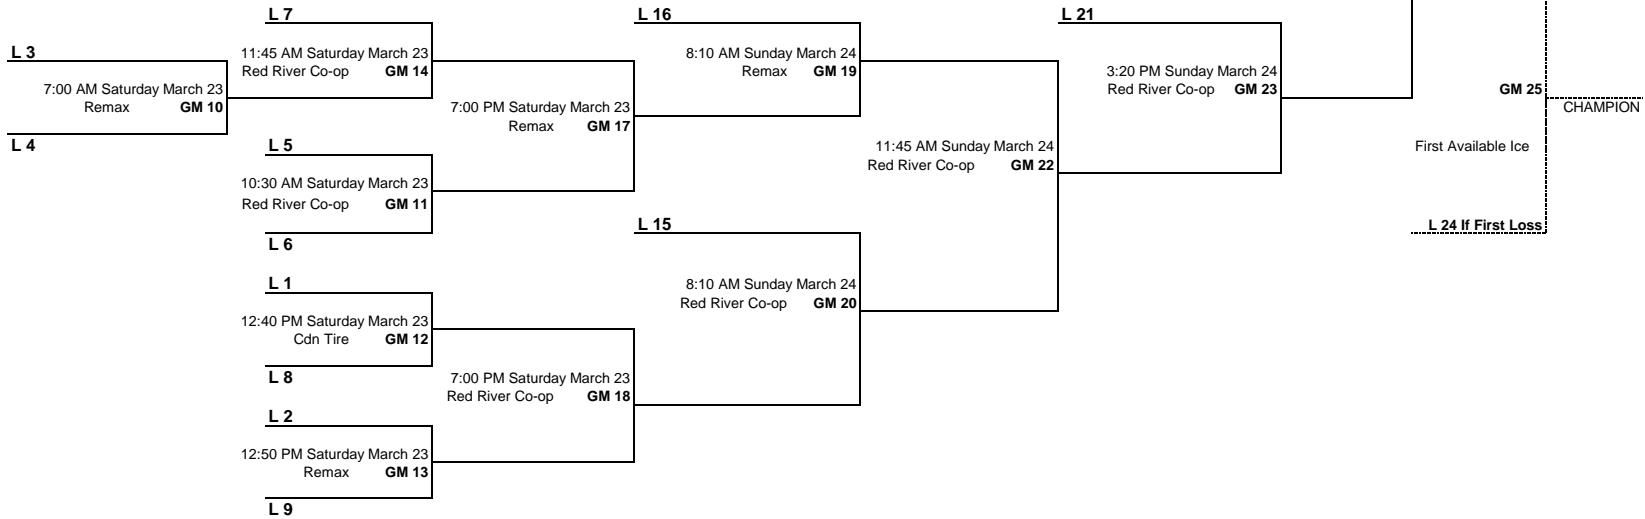 L 7
L 16
L 21
L 3
11:45 AM Saturday March 23
Red River Co-op GM 14
8:10 AM Sunday March 24
Remax GM 19
3:20 PM Sunday March 24
Red River Co-op GM 23
7:00 AM Saturday March 23
Remax GM 10
GM 25
CHAMPION
7:00 PM Saturday March 23
Remax GM 17
L 4
L 5
11:45 AM Sunday March 24
Red River Co-op GM 22
First Available Ice
10:30 AM Saturday March 23
Red River Co-op GM 11
L 15
L 24 If First Loss
L 6
L 1
8:10 AM Sunday March 24
Red River Co-op GM 20
12:40 PM Saturday March 23
Cdn Tire GM 12
L 8
7:00 PM Saturday March 23
Red River Co-op GM 18
L 2
12:50 PM Saturday March 23
Remax GM 13
L 9